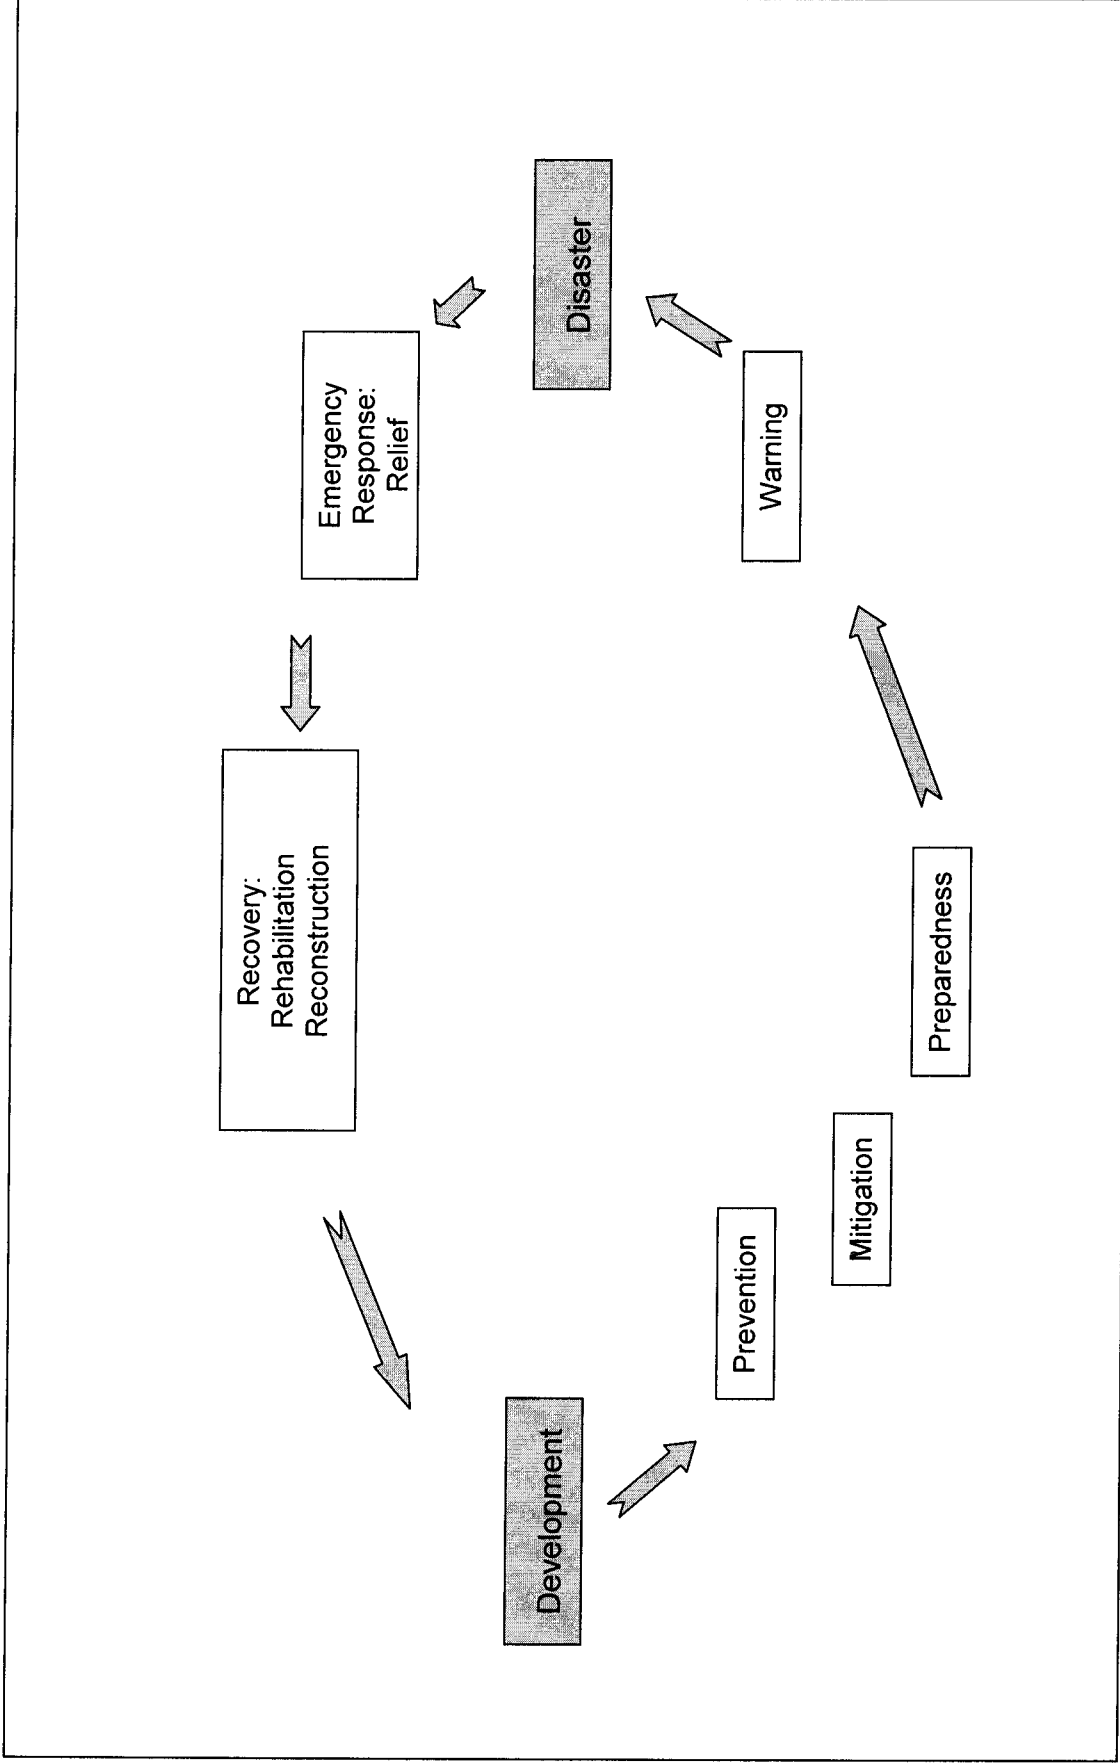 Recovery:
Rehabilitation
Reconstruction
Emergency
Response:
Relief
Development
Disaster
Prevention
Warning
Mitigation
Preparedness